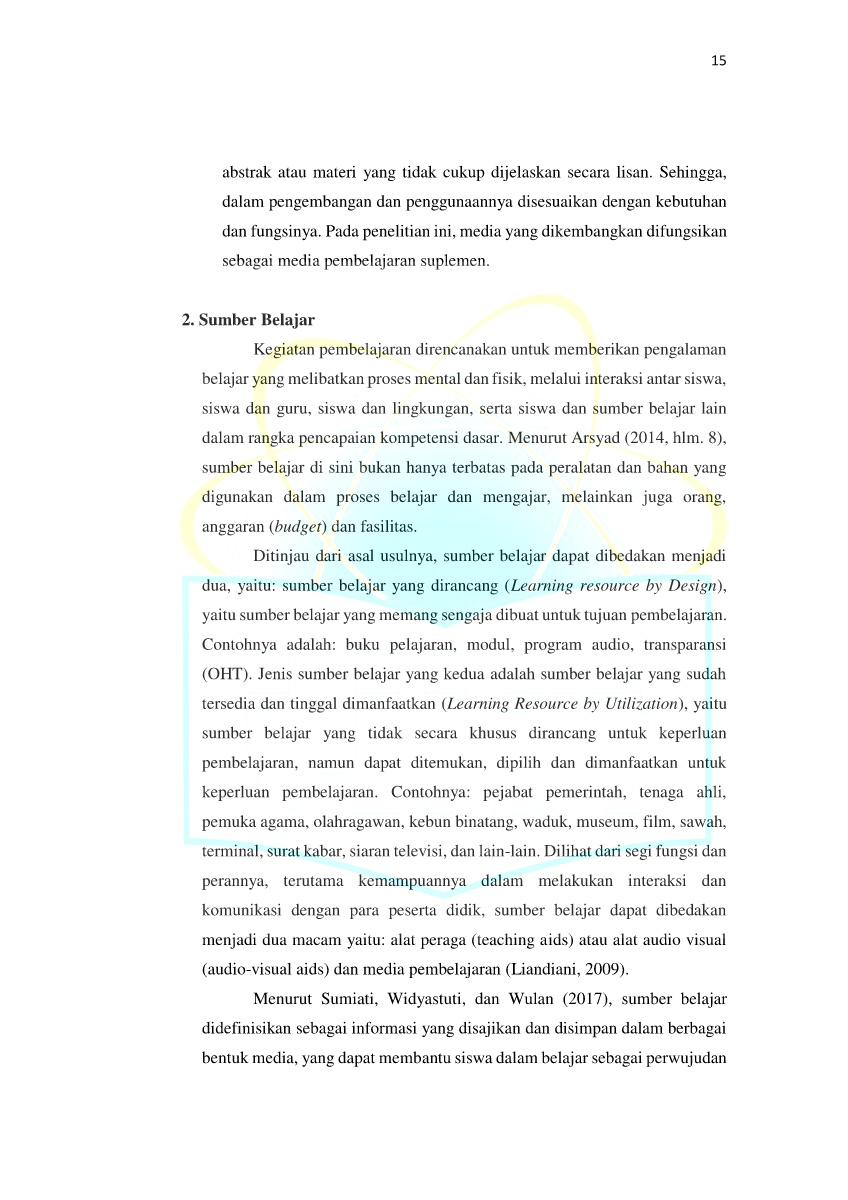 15
abstrak atau materi yang tidak cukup dijelaskan secara lisan. Sehingga,
dalam pengembangan dan penggunaannya disesuaikan dengan kebutuhan
dan fungsinya. Pada penelitian ini, media yang dikembangkan difungsikan
sebagai media pembelajaran suplemen.
2. Sumber Belajar
Kegiatan pembelajaran direncanakan untuk memberikan pengalaman
belajar yang melibatkan proses mental dan fisik, melalui interaksi antar siswa,
siswa dan guru, siswa dan lingkungan, serta siswa dan sumber belajar lain
dalam rangka pencapaian kompetensi dasar. Menurut Arsyad (2014, hlm. 8),
sumber belajar di sini bukan hanya terbatas pada peralatan dan bahan yang
digunakan dalam proses belajar dan mengajar, melainkan juga orang,
anggaran (budget) dan fasilitas.
Ditinjau dari asal usulnya, sumber belajar dapat dibedakan menjadi
dua, yaitu: sumber belajar yang dirancang (Learning resource by Design),
yaitu sumber belajar yang memang sengaja dibuat untuk tujuan pembelajaran.
Contohnya adalah: buku pelajaran, modul, program audio, transparansi
(OHT). Jenis sumber belajar yang kedua adalah sumber belajar yang sudah
tersedia dan tinggal dimanfaatkan (Learning Resource by Utilization), yaitu
sumber belajar yang tidak secara khusus dirancang untuk keperluan
pembelajaran, namun dapat ditemukan, dipilih dan dimanfaatkan untuk
keperluan pembelajaran. Contohnya: pejabat pemerintah, tenaga ahli,
pemuka agama, olahragawan, kebun binatang, waduk, museum, film, sawah,
terminal, surat kabar, siaran televisi, dan lain-lain. Dilihat dari segi fungsi dan
perannya, terutama kemampuannya dalam melakukan interaksi dan
komunikasi dengan para peserta didik, sumber belajar dapat dibedakan
menjadi dua macam yaitu: alat peraga (teaching aids) atau alat audio visual
(audio-visual aids) dan media pembelajaran (Liandiani, 2009).
Menurut Sumiati, Widyastuti, dan Wulan (2017), sumber belajar
didefinisikan sebagai informasi yang disajikan dan disimpan dalam berbagai
bentuk media, yang dapat membantu siswa dalam belajar sebagai perwujudan